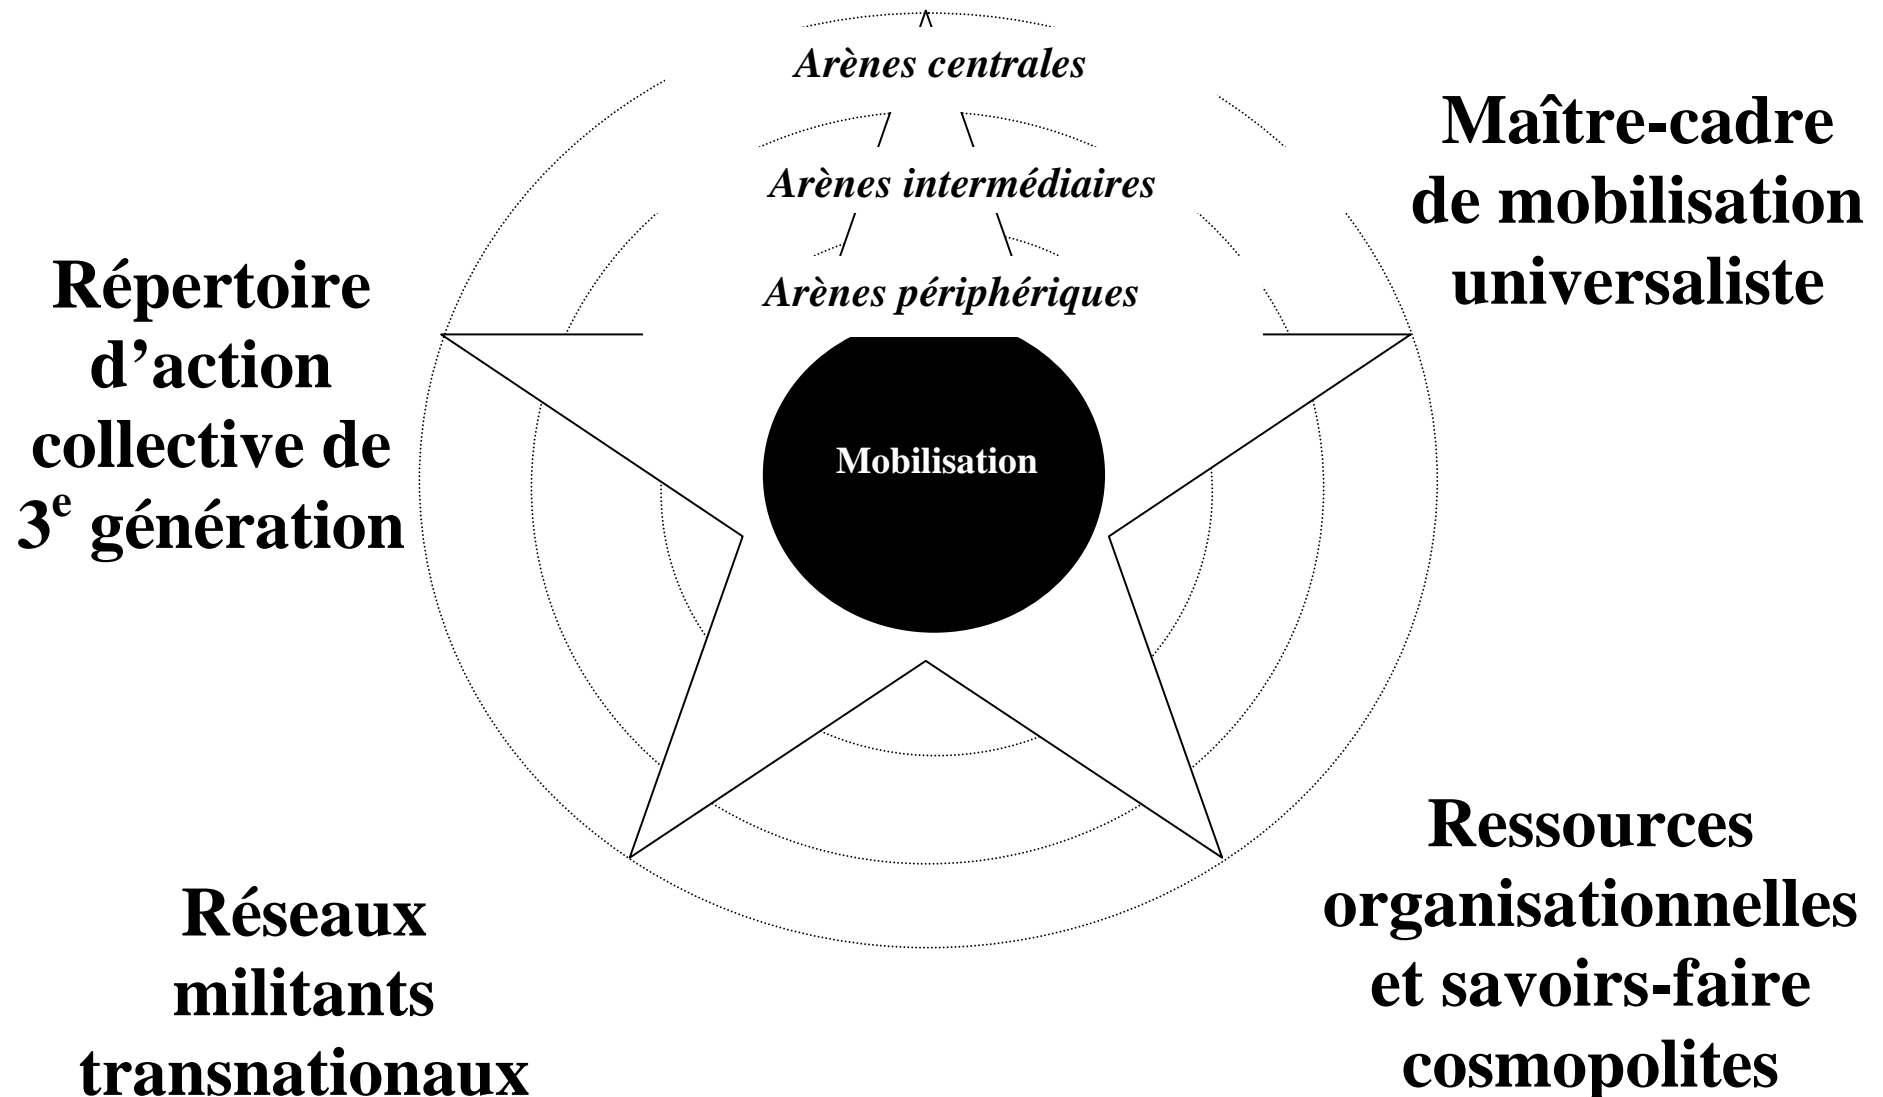 Arènes centrales
Arènes intermédiaires
Arènes périphériques
Maître-cadre
de mobilisation
universaliste
Répertoire
d’action
collective de
3e génération
Mobilisation
Réseaux
militants
transnationaux
Ressources
organisationnelles
et savoirs-faire
cosmopolites